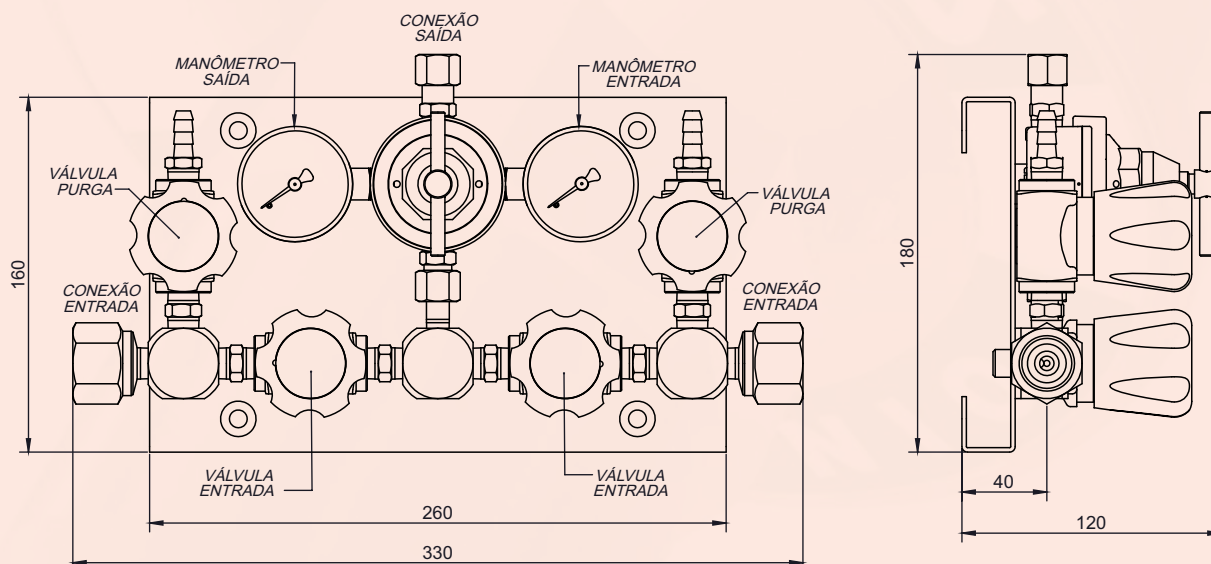 CONEXÃO
SAÍDA
MANÔMETRO
SAÍDA
MANÔMETRO
ENTRADA
VÁLVULA
PURGA
VÁLVULA
PURGA
160
180
CONEXÃO
ENTRADA
CONEXÃO
ENTRADA
VÁLVULA
ENTRADA
VÁLVULA
ENTRADA
40
260
120
330